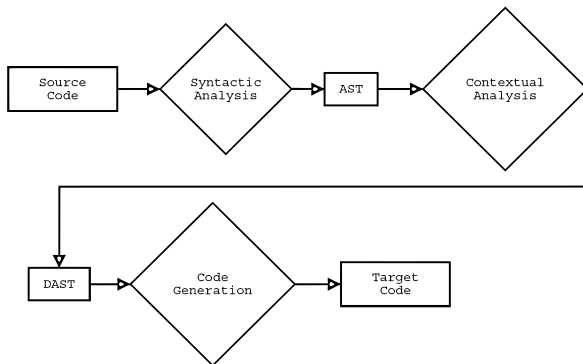 Source
Code
Syntactic
Analysis
AST
Contextual
Analysis
DAST
Code
Generation
Target
Code